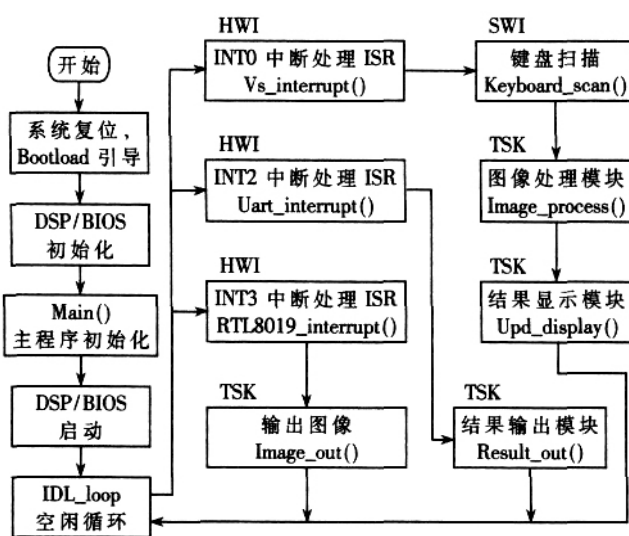 开始
系统复位,
Bootload 引导
DSP/BIOS
初始化
Main()
主程序初始化
DSP/BIOS
启动
IDL_loop
空闲循环
HWI
INT0 中断处理 ISR
Vs_interrupt()
HWI
INT2 中断处理 ISR
Uart_interrupt()
HWI
INT3 中断处理 ISR
RTL8019_interrupt()
TSK
输出图像
Image_out()
SWI
键盘扫描
Keyboard_scan()
TSK
图像处理模块
Image_process()
TSK
结果显示模块
Upd_display()
TSK
结果输出模块
Result_out()